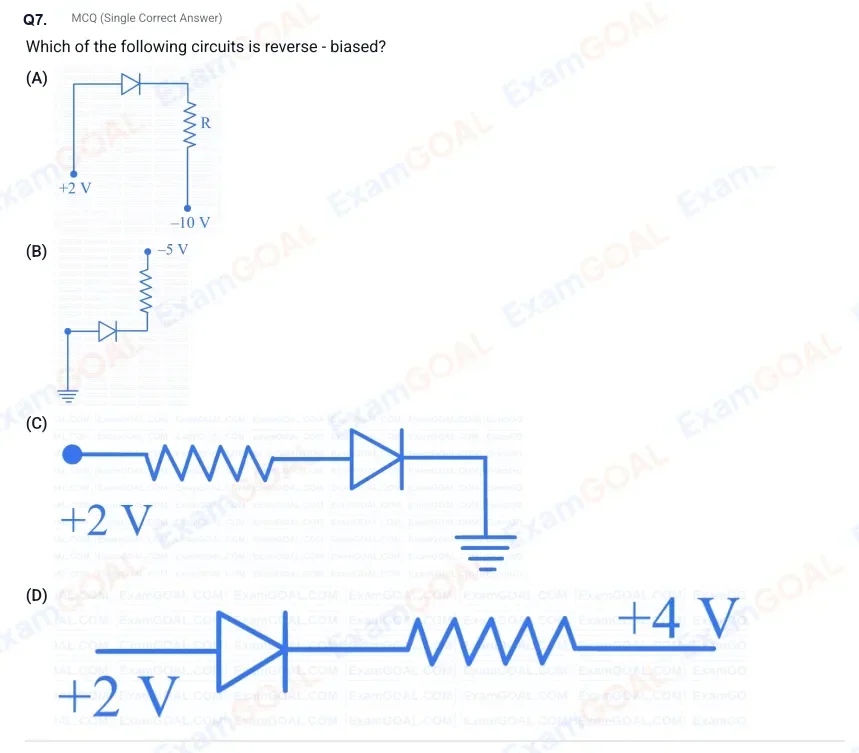 Q7. MCQ (Single Correct Answer)
Which of the following circuits is reverse - biased?
(A)
R
+2 V
–10 V
(B)
–5 V
(C)
+2 V
(D)
+4 V
+2 V